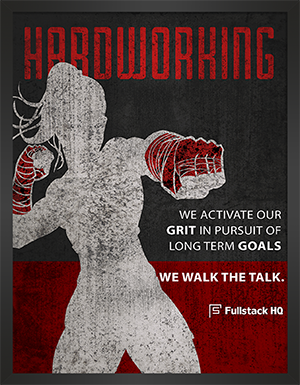 HARDWORKING
WE ACTIVATE OUR
GRIT IN PURSUIT OF
LONG TERM GOALS
WE WALK THE TALK.
Fullstack HQ